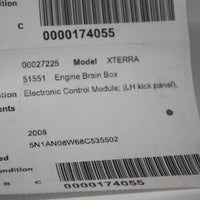 C 0000174055
00027225 Model XTERRA
51551 Engine Brain Box
Electronic Control Module; (LH kick panel),
ents
2008
5N1AN08W68C535502
ed
ondition
B C 0000174055